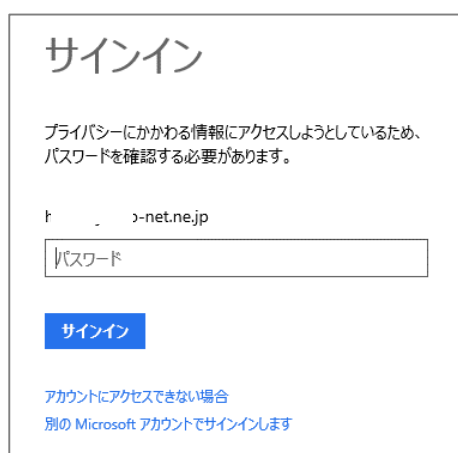 サインイン
プライバシーにかかわる情報にアクセスしようとしているため、
パスワードを確認する必要があります。
-net.ne.jp
パスワード
サインイン
アカウントにアクセスできない場合
別の Microsoft アカウントでサインインします